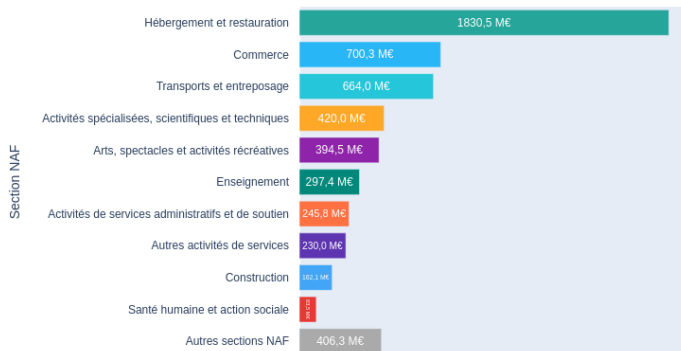 Section NAF
Hébergement et restauration 1830,5 M€
Commerce 700,3 M€
Transports et entreposage 664,0 M€
Activités spécialisées, scientifiques et techniques 420,0 M€
Arts, spectacles et activités récréatives 394,5 M€
Enseignement 297,4 M€
Activités de services administratifs et de soutien 245,8 M€
Autres activités de services 230,0 M€
Construction 162,1 M€
Santé humaine et action sociale
Autres sections NAF 406,3 M€